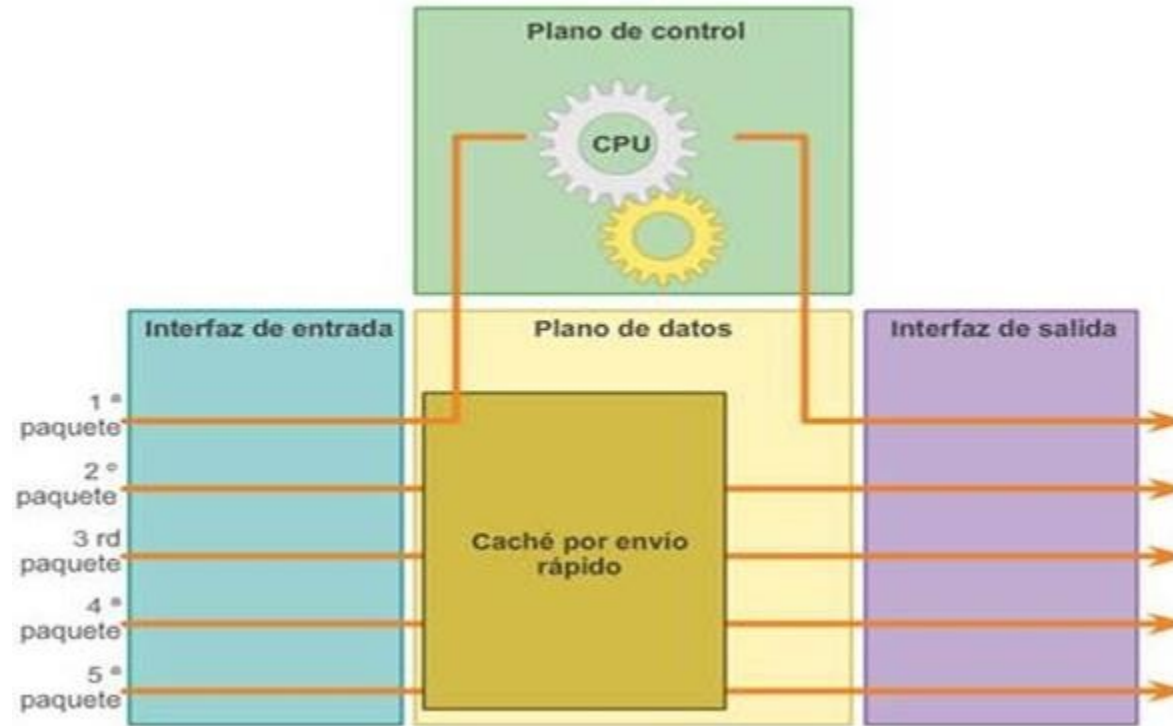 Plano de control
CPU
Interfaz de entrada
Plano de datos
Interfaz de salida
1 ª
paquete
2 º
paquete
3 rd
paquete
4 ª
paquete
5 ª
paquete
Caché por envío
rápido